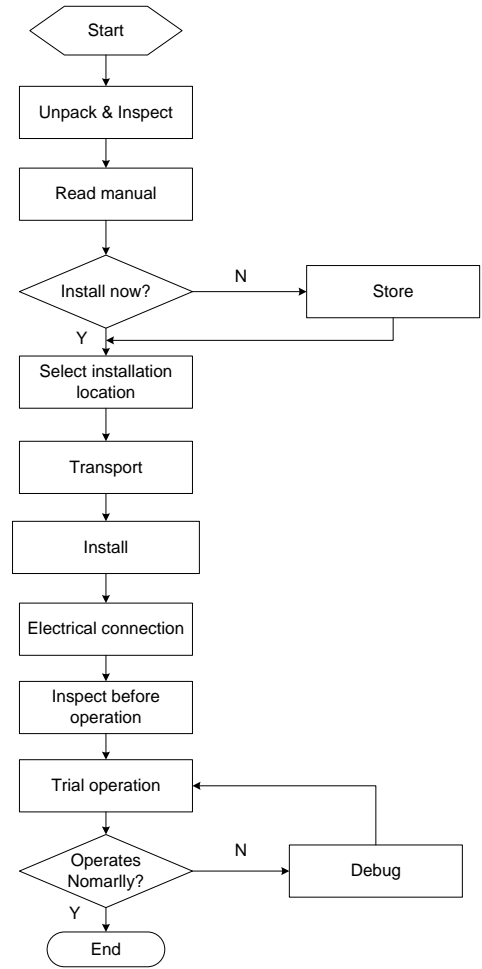 Start
Unpack & Inspect
Read manual
Install now?
N
Store
Y
Select installation
location
Transport
Install
Electrical connection
Inspect before
operation
Trial operation
Operates
Nomarlly?
N
Debug
Y
End